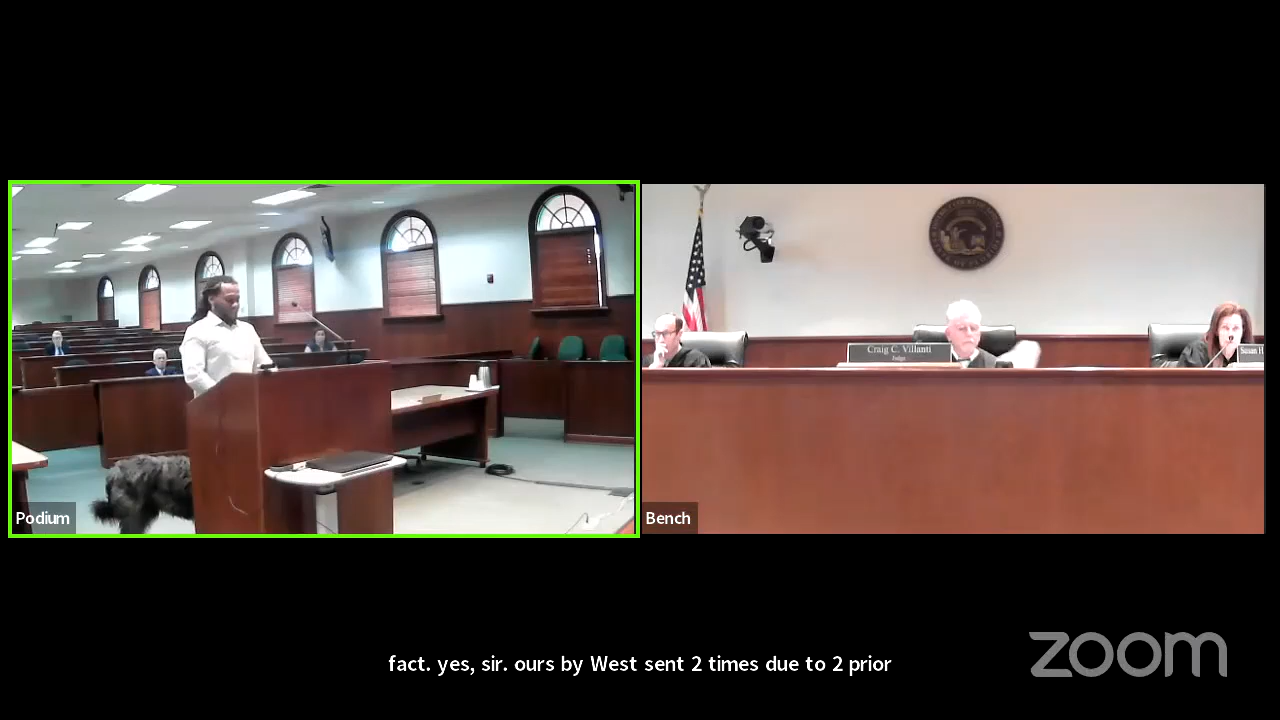 Craig C. Villanti
Judge
Susan H
Podium
Bench
fact. yes, sir. ours by West sent 2 times due to 2 prior
zoom